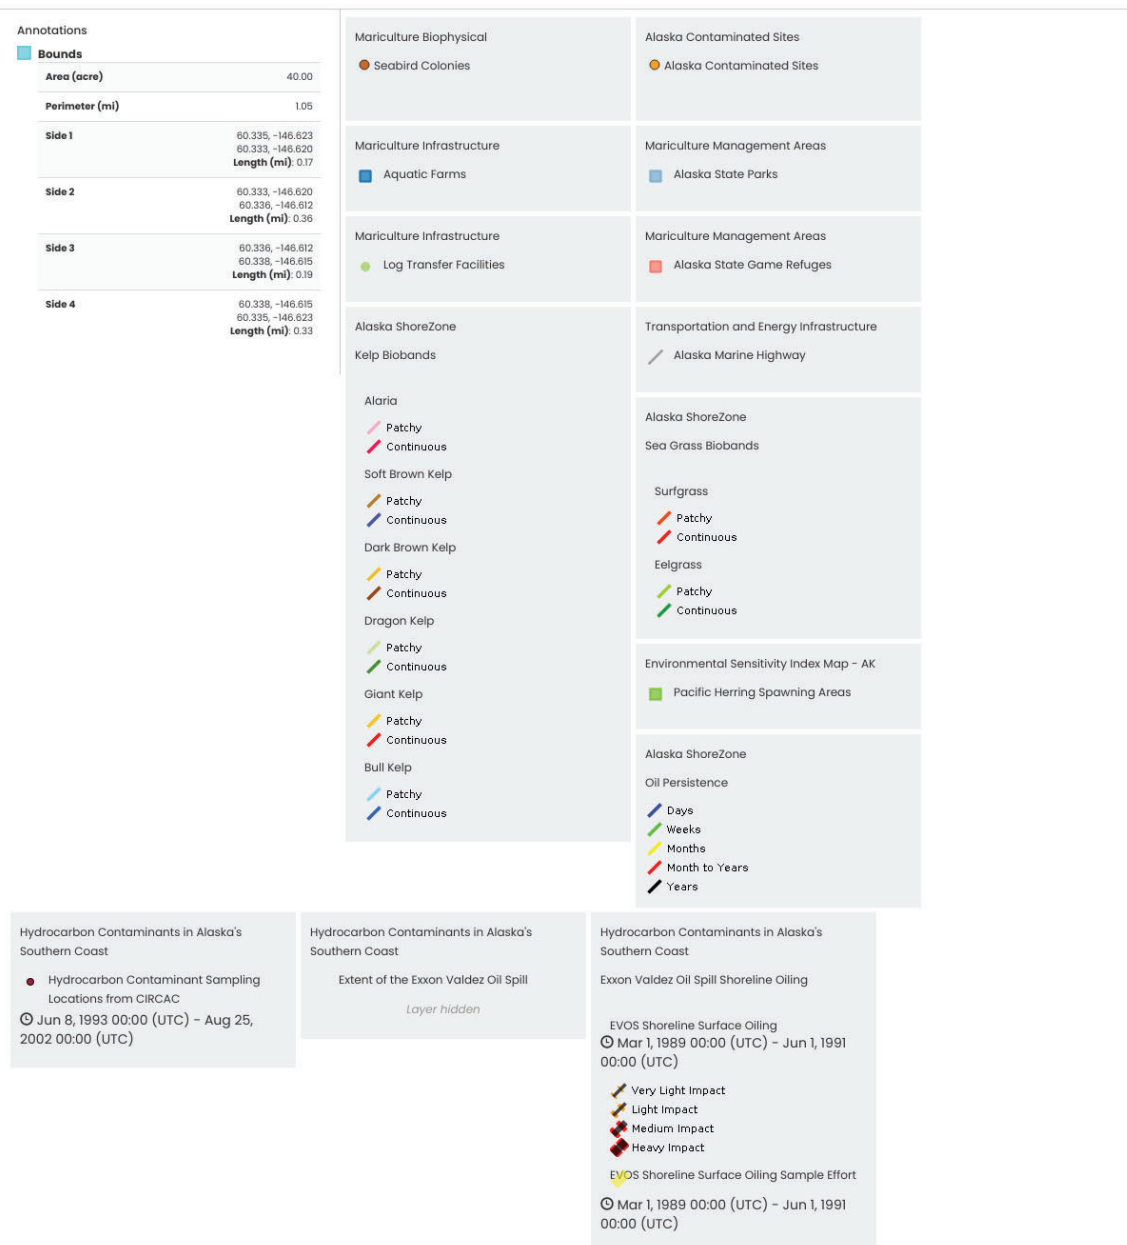 Annotations
Bounds
Area (acre) 40.00
Perimeter (mi) 1.05
Side 1 60.335, -146.623
60.333, -146.620
Length (mi): 0.17
Side 2 60.333, -146.620
60.336, -146.612
Length (mi): 0.36
Side 3 60.336, -146.612
60.338, -146.615
Length (mi): 0.19
Side 4 60.338, -146.615
60.335, -146.623
Length (mi): 0.33
Mariculture Biophysical
Seabird Colonies
Mariculture Infrastructure
Aquatic Farms
Mariculture Infrastructure
Log Transfer Facilities
Alaska ShoreZone
Kelp Biobands
Alaria
Patchy
Continuous
Soft Brown Kelp
Patchy
Continuous
Dark Brown Kelp
Patchy
Continuous
Dragon Kelp
Patchy
Continuous
Giant Kelp
Patchy
Continuous
Bull Kelp
Patchy
Continuous
Alaska Contaminated Sites
Alaska Contaminated Sites
Mariculture Management Areas
Alaska State Parks
Mariculture Management Areas
Alaska State Game Refuges
Transportation and Energy Infrastructure
Alaska Marine Highway
Alaska ShoreZone
Sea Grass Biobands
Surfgrass
Patchy
Continuous
Eelgrass
Patchy
Continuous
Environmental Sensitivity Index Map - AK
Pacific Herring Spawning Areas
Alaska ShoreZone
Oil Persistence
Days
Weeks
Months
Month to Years
Years
Hydrocarbon Contaminants in Alaska's
Southern Coast
Hydrocarbon Contaminant Sampling
Locations from CIRCAC
Jun 8, 1993 00:00 (UTC) - Aug 25,
2002 00:00 (UTC)
Hydrocarbon Contaminants in Alaska's
Southern Coast
Extent of the Exxon Valdez Oil Spill
Layer hidden
Hydrocarbon Contaminants in Alaska's
Southern Coast
Exxon Valdez Oil Spill Shoreline Oiling
EVOS Shoreline Surface Oiling
Mar 1, 1989 00:00 (UTC) - Jun 1, 1991
00:00 (UTC)
Very Light Impact
Light Impact
Medium Impact
Heavy Impact
EVOS Shoreline Surface Oiling Sample Effort
Mar 1, 1989 00:00 (UTC) - Jun 1, 1991
00:00 (UTC)